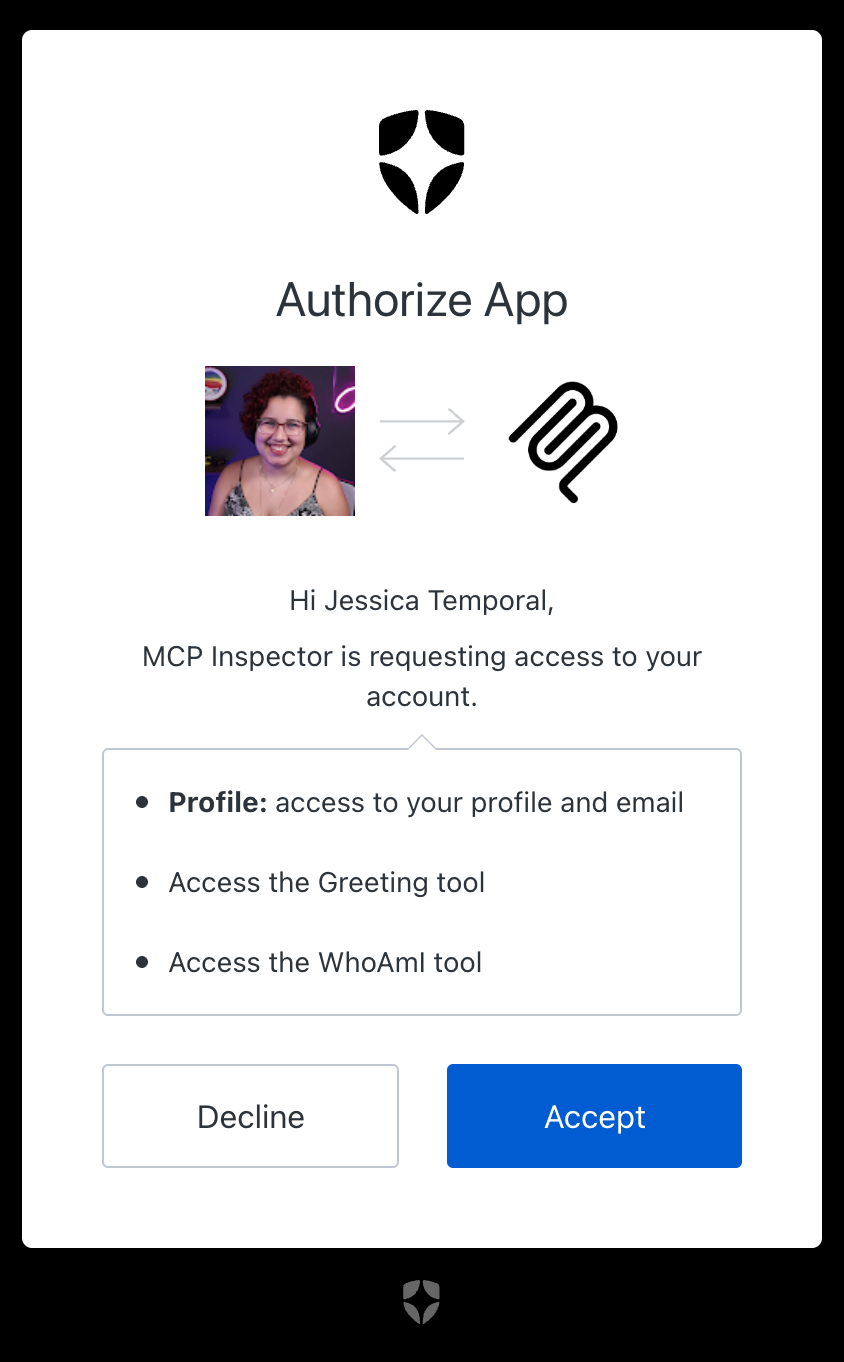 Authorize App
Hi Jessica Temporal,
MCP Inspector is requesting access to your
account.
Profile: access to your profile and email
Access the Greeting tool
Access the WhoAmI tool
Decline
Accept